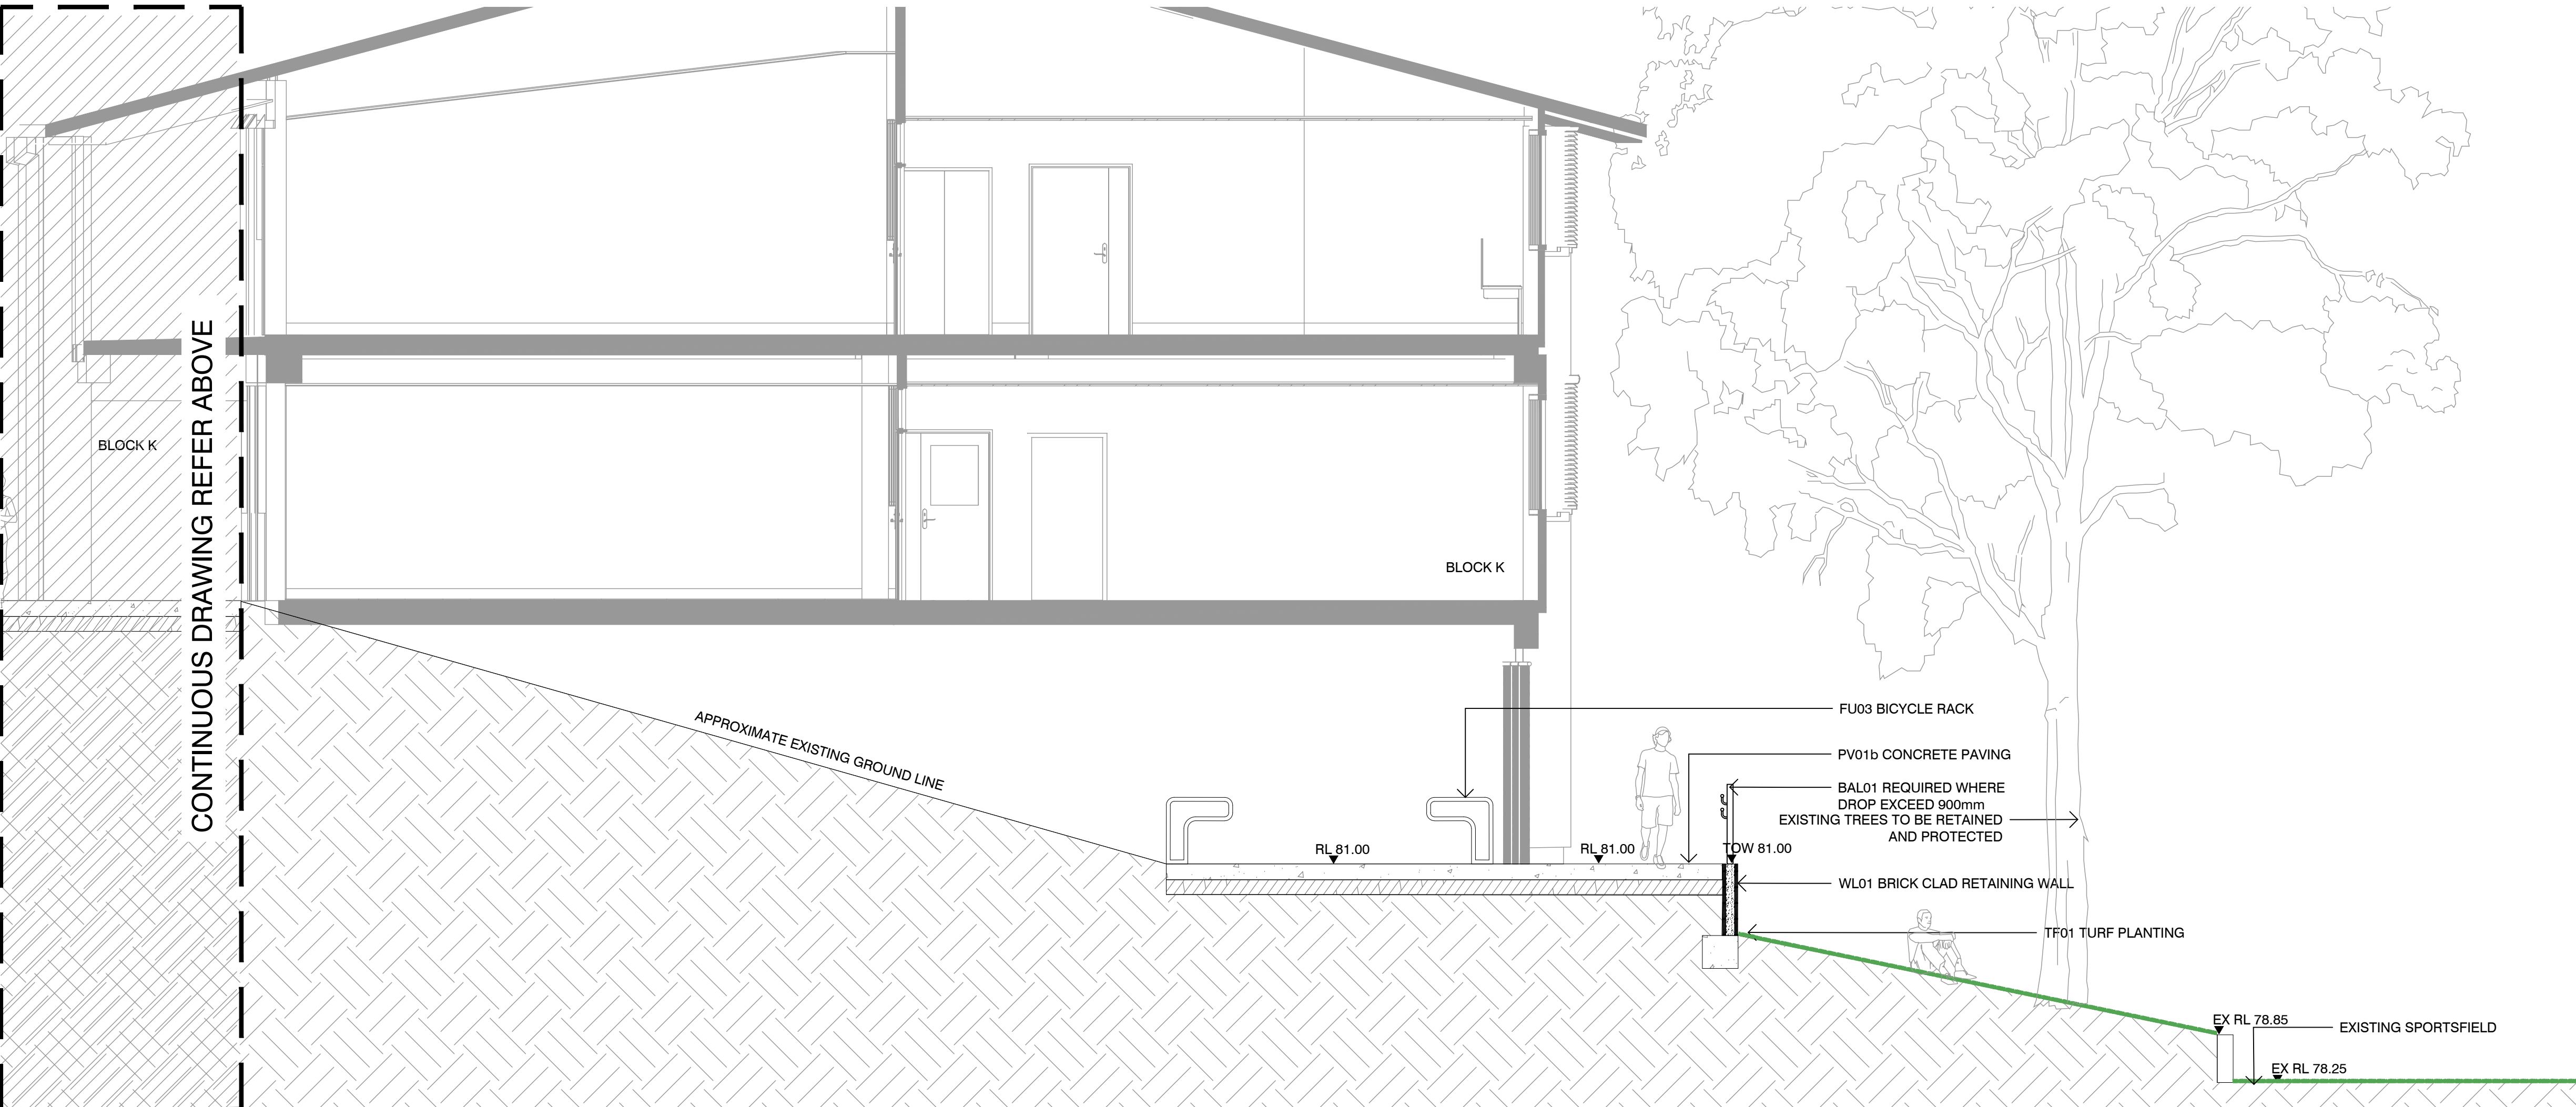 CONTINUOUS DRAWING REFER ABOVE
BLOCK K
BLOCK K
APPROXIMATE EXISTING GROUND LINE
FU03 BICYCLE RACK
PV01b CONCRETE PAVING
BAL01 REQUIRED WHERE
DROP EXCEED 900mm
EXISTING TREES TO BE RETAINED
AND PROTECTED
RL 81.00
RL 81.00
TOW 81.00
WL01 BRICK CLAD RETAINING WALL
TF01 TURF PLANTING
EX RL 78.85
EXISTING SPORTSFIELD
EX RL 78.25